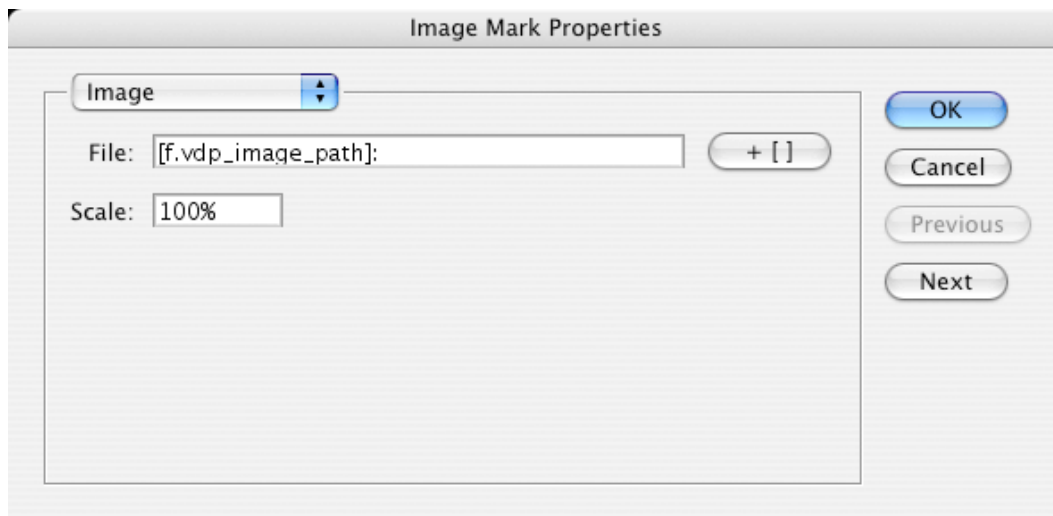 Image Mark Properties
Image
File: [f.vdp_image_path]: + [ ]
Scale: 100%
OK
Cancel
Previous
Next